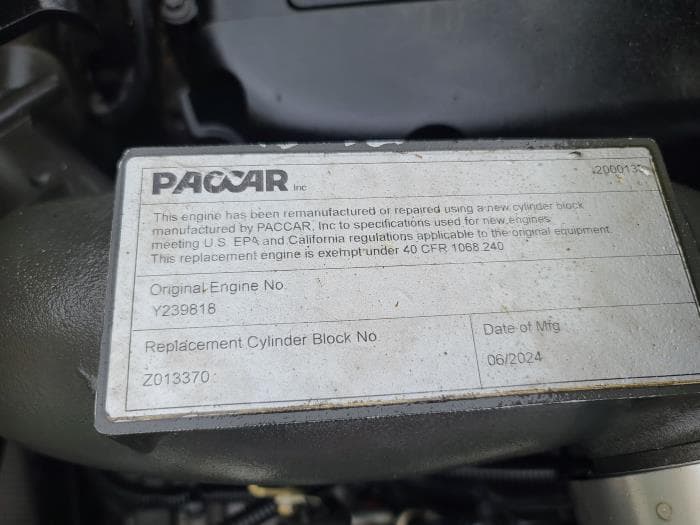 PACCAR Inc
This engine has been remanufactured or repaired using a new cylinder block
manufactured by PACCAR, Inc to specifications used for new engines
meeting U.S. EPA and California regulations applicable to the original equipment.
This replacement engine is exempt under 40 CFR 1068.240
Original Engine No.
Y239818
Replacement Cylinder Block No.
Z013370
Date of Mfg
06/2024